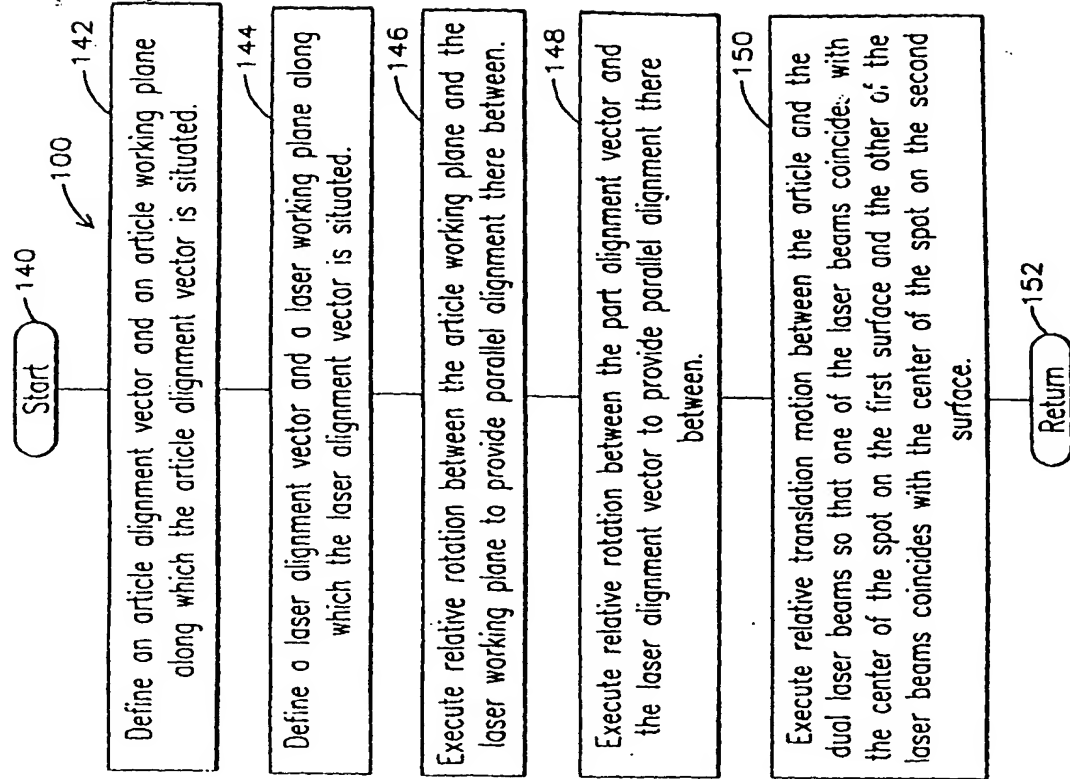 Start
140
100
142
Define an article alignment vector and an article working plane
along which the article alignment vector is situated.
144
Define a laser alignment vector and a laser working plane along
which the laser alignment vector is situated.
146
Execute relative rotation between the article working plane and the
laser working plane to provide parallel alignment there between.
148
Execute relative rotation between the part alignment vector and
the laser alignment vector to provide parallel alignment there
between.
150
Execute relative translation motion between the article and the
dual laser beams so that one of the laser beams coincides with
the center of the spot on the first surface and the other of the
laser beams coincides with the center of the spot on the second
surface.
Return
152